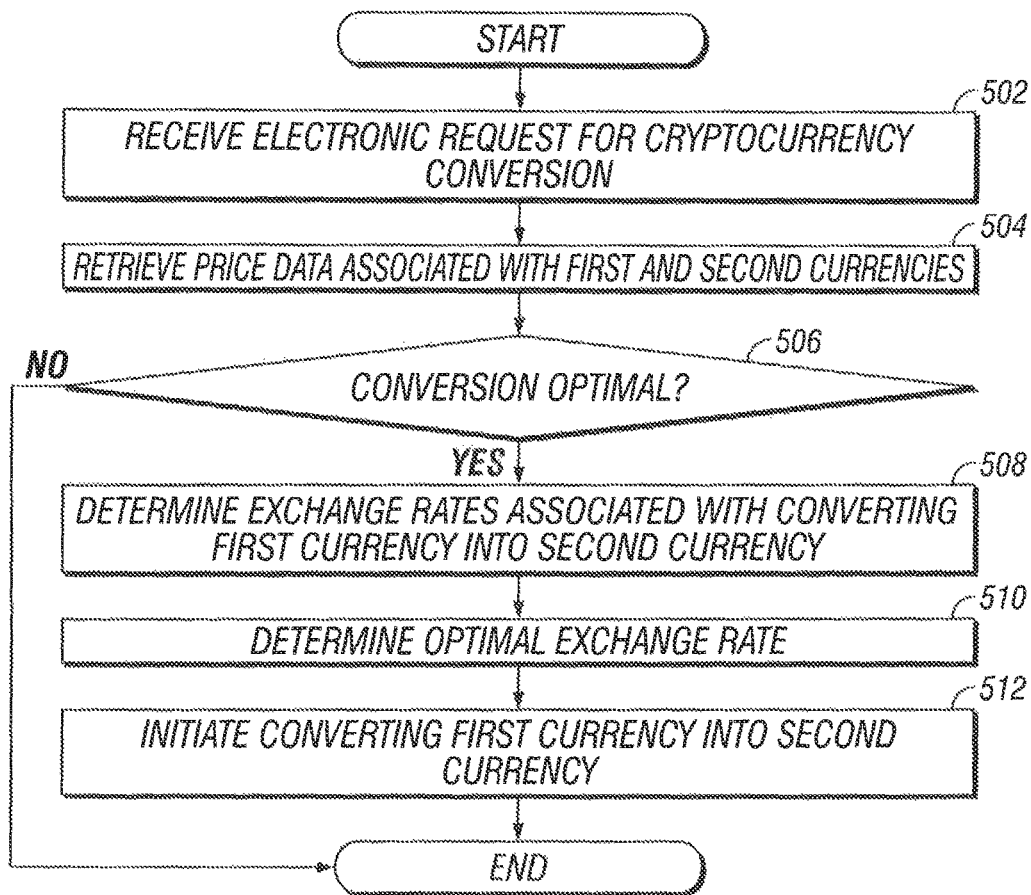 START
502
RECEIVE ELECTRONIC REQUEST FOR CRYPTOCURRENCY
CONVERSION
504
RETRIEVE PRICE DATA ASSOCIATED WITH FIRST AND SECOND CURRENCIES
506
NO
CONVERSION OPTIMAL?
YES
508
DETERMINE EXCHANGE RATES ASSOCIATED WITH CONVERTING
FIRST CURRENCY INTO SECOND CURRENCY
510
DETERMINE OPTIMAL EXCHANGE RATE
512
INITIATE CONVERTING FIRST CURRENCY INTO SECOND
CURRENCY
END